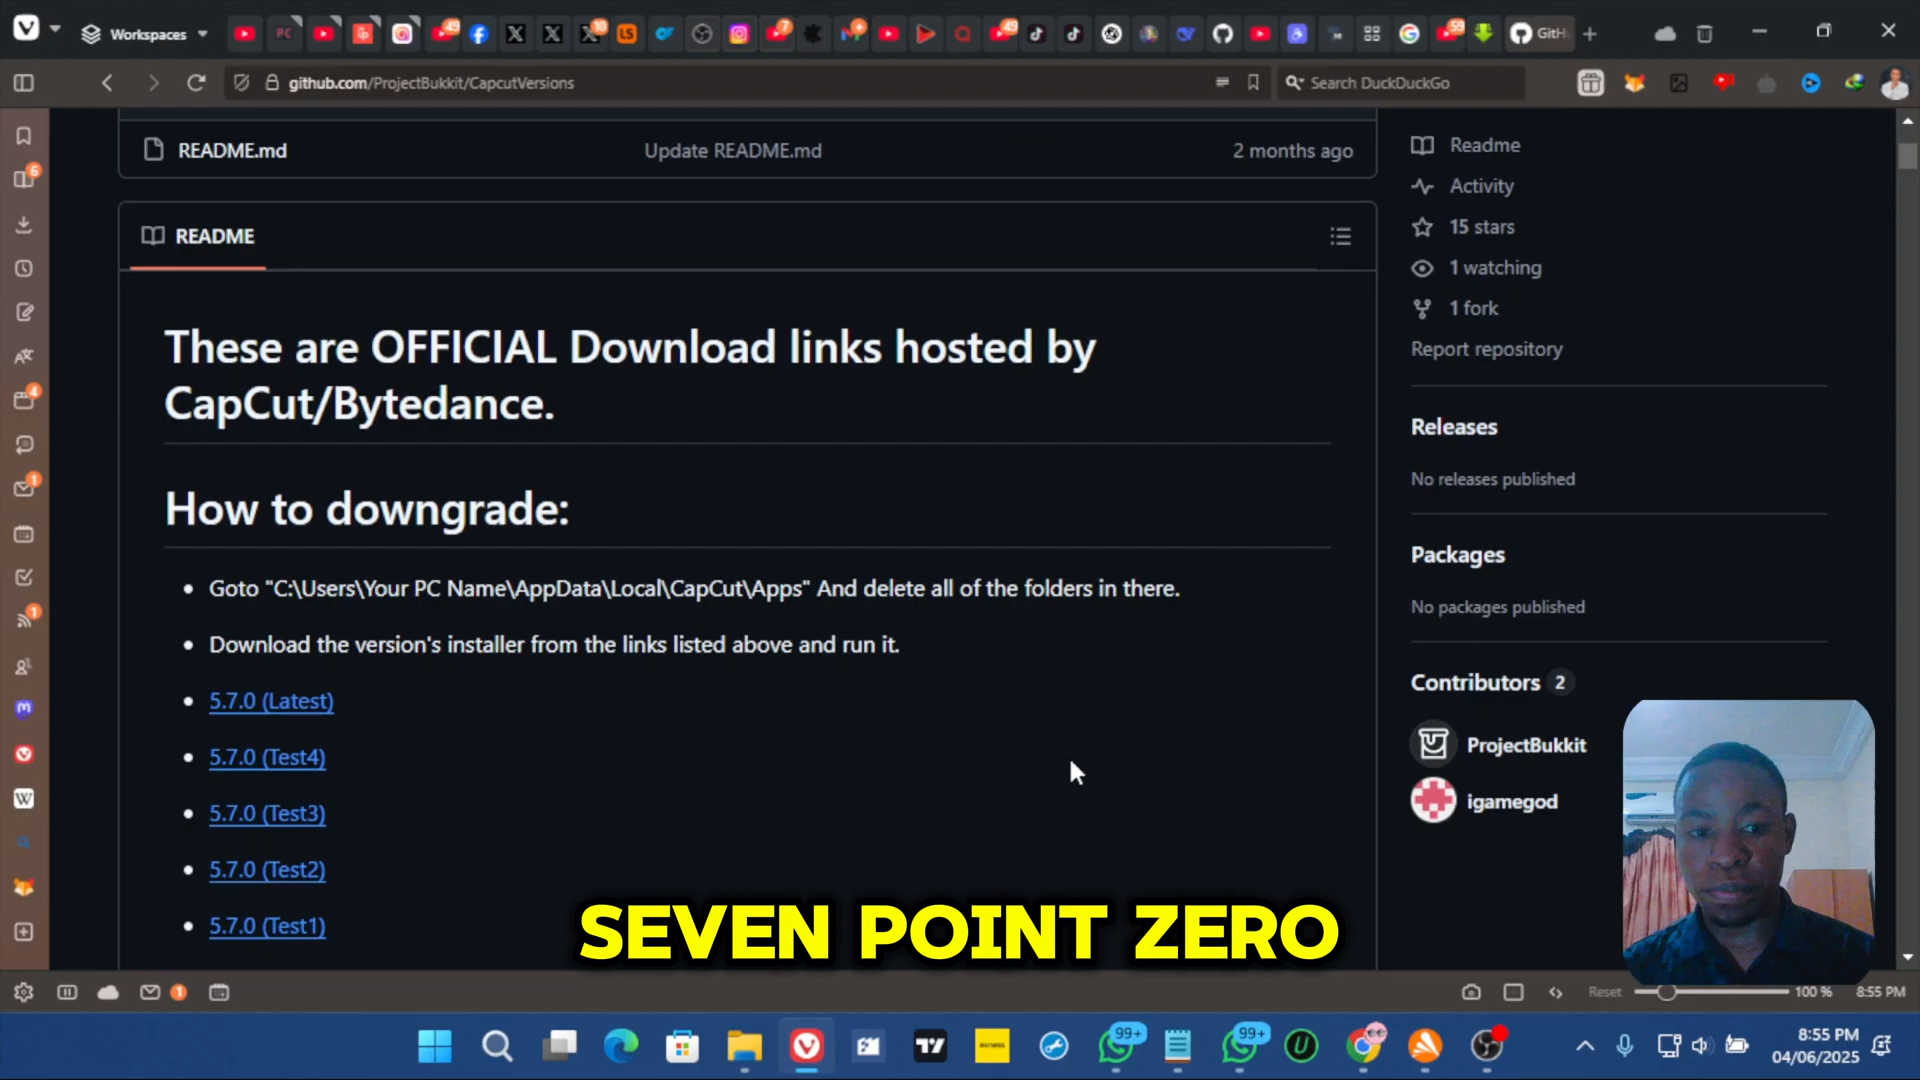 Workspaces
GitH
github.com/ProjectBukkit/CapcutVersions
Search DuckDuckGo
README.md
Update README.md
2 months ago
README
These are OFFICIAL Download links hosted by
CapCut/Bytedance.
How to downgrade:
Goto "C:\Users\Your PC Name\AppData\Local\CapCut\Apps" And delete all of the folders in there.
Download the version's installer from the links listed above and run it.
5.7.0 (Latest)
5.7.0 (Test4)
5.7.0 (Test3)
5.7.0 (Test2)
5.7.0 (Test1)
Readme
Activity
15 stars
1 watching
1 fork
Report repository
Releases
No releases published
Packages
No packages published
Contributors 2
ProjectBukkit
igamegod
SEVEN POINT ZERO
Reset
100 %
8:55 PM
99+
99+
8:55 PM
04/06/2025